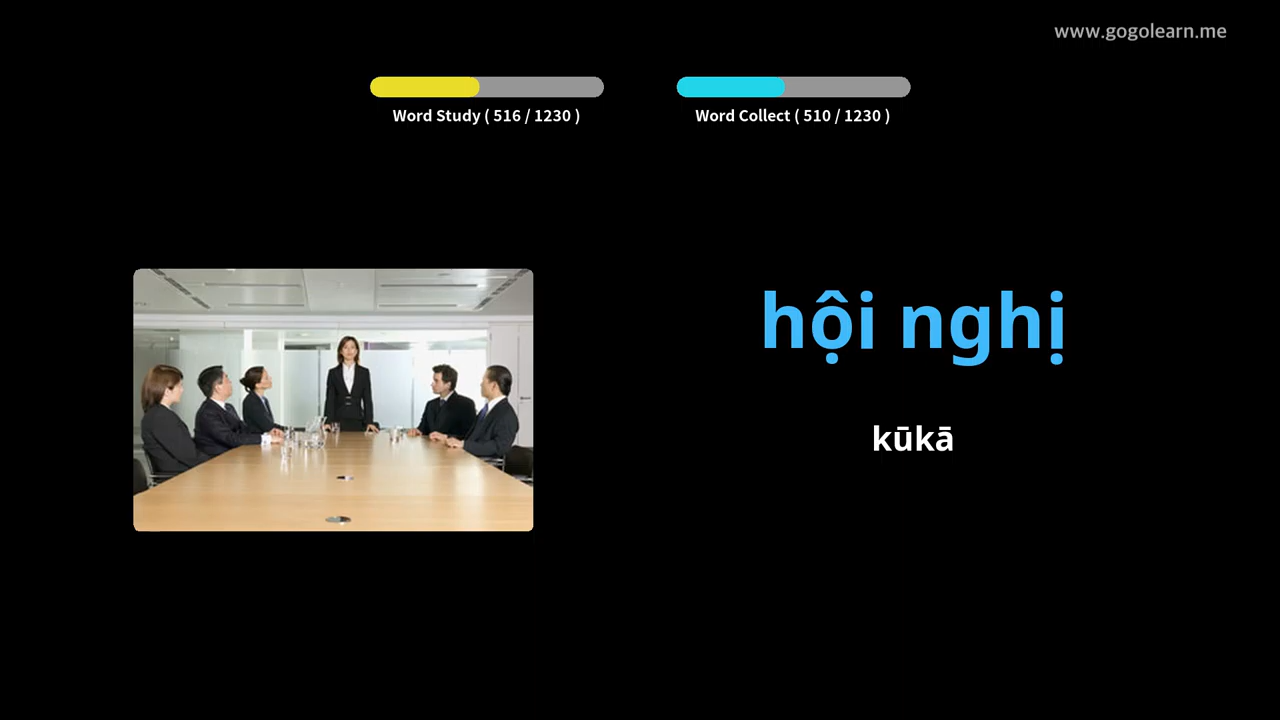 www.gogolearn.me
Word Study ( 516 / 1230 )
Word Collect ( 510 / 1230 )
hội nghị
kūkā